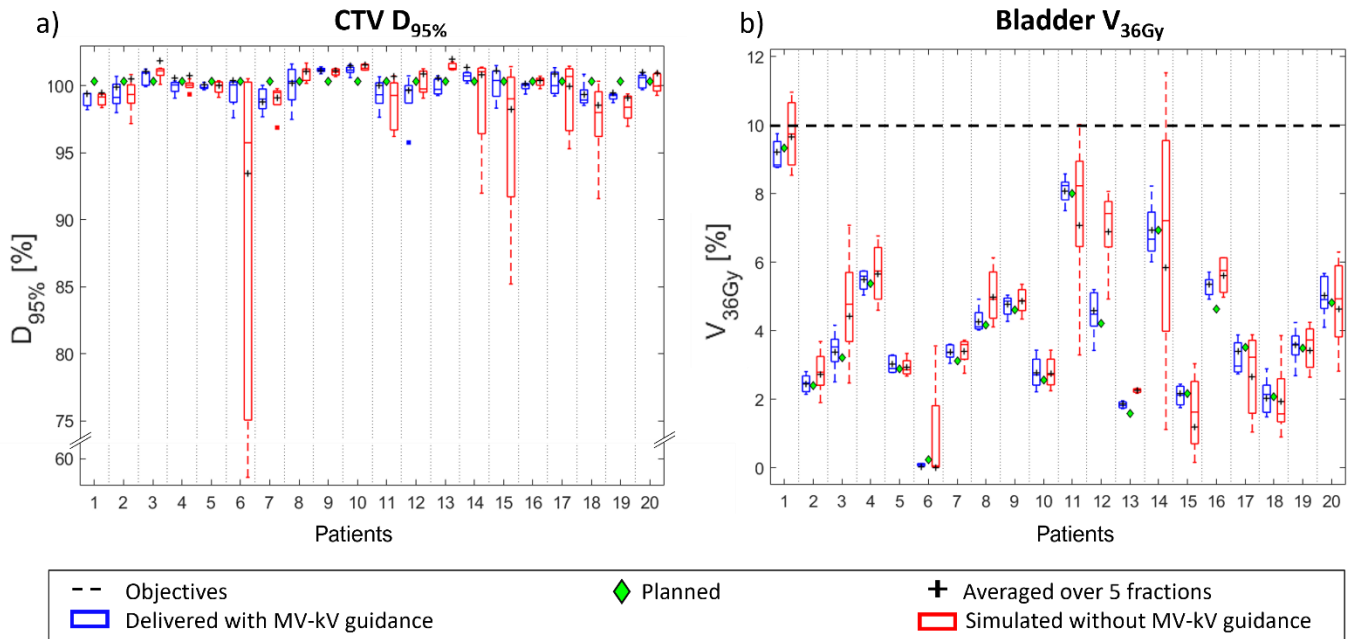 a) CTV D95%
100
95
90
85
80
75
60
D95% [%]
1 2 3 4 5 6 7 8 9 10 11 12 13 14 15 16 17 18 19 20
Patients
b) Bladder V36Gy
12
10
8
6
4
2
0
V36Gy [%]
1 2 3 4 5 6 7 8 9 10 11 12 13 14 15 16 17 18 19 20
Patients
Objectives Planned Averaged over 5 fractions
Delivered with MV-kV guidance Simulated without MV-kV guidance